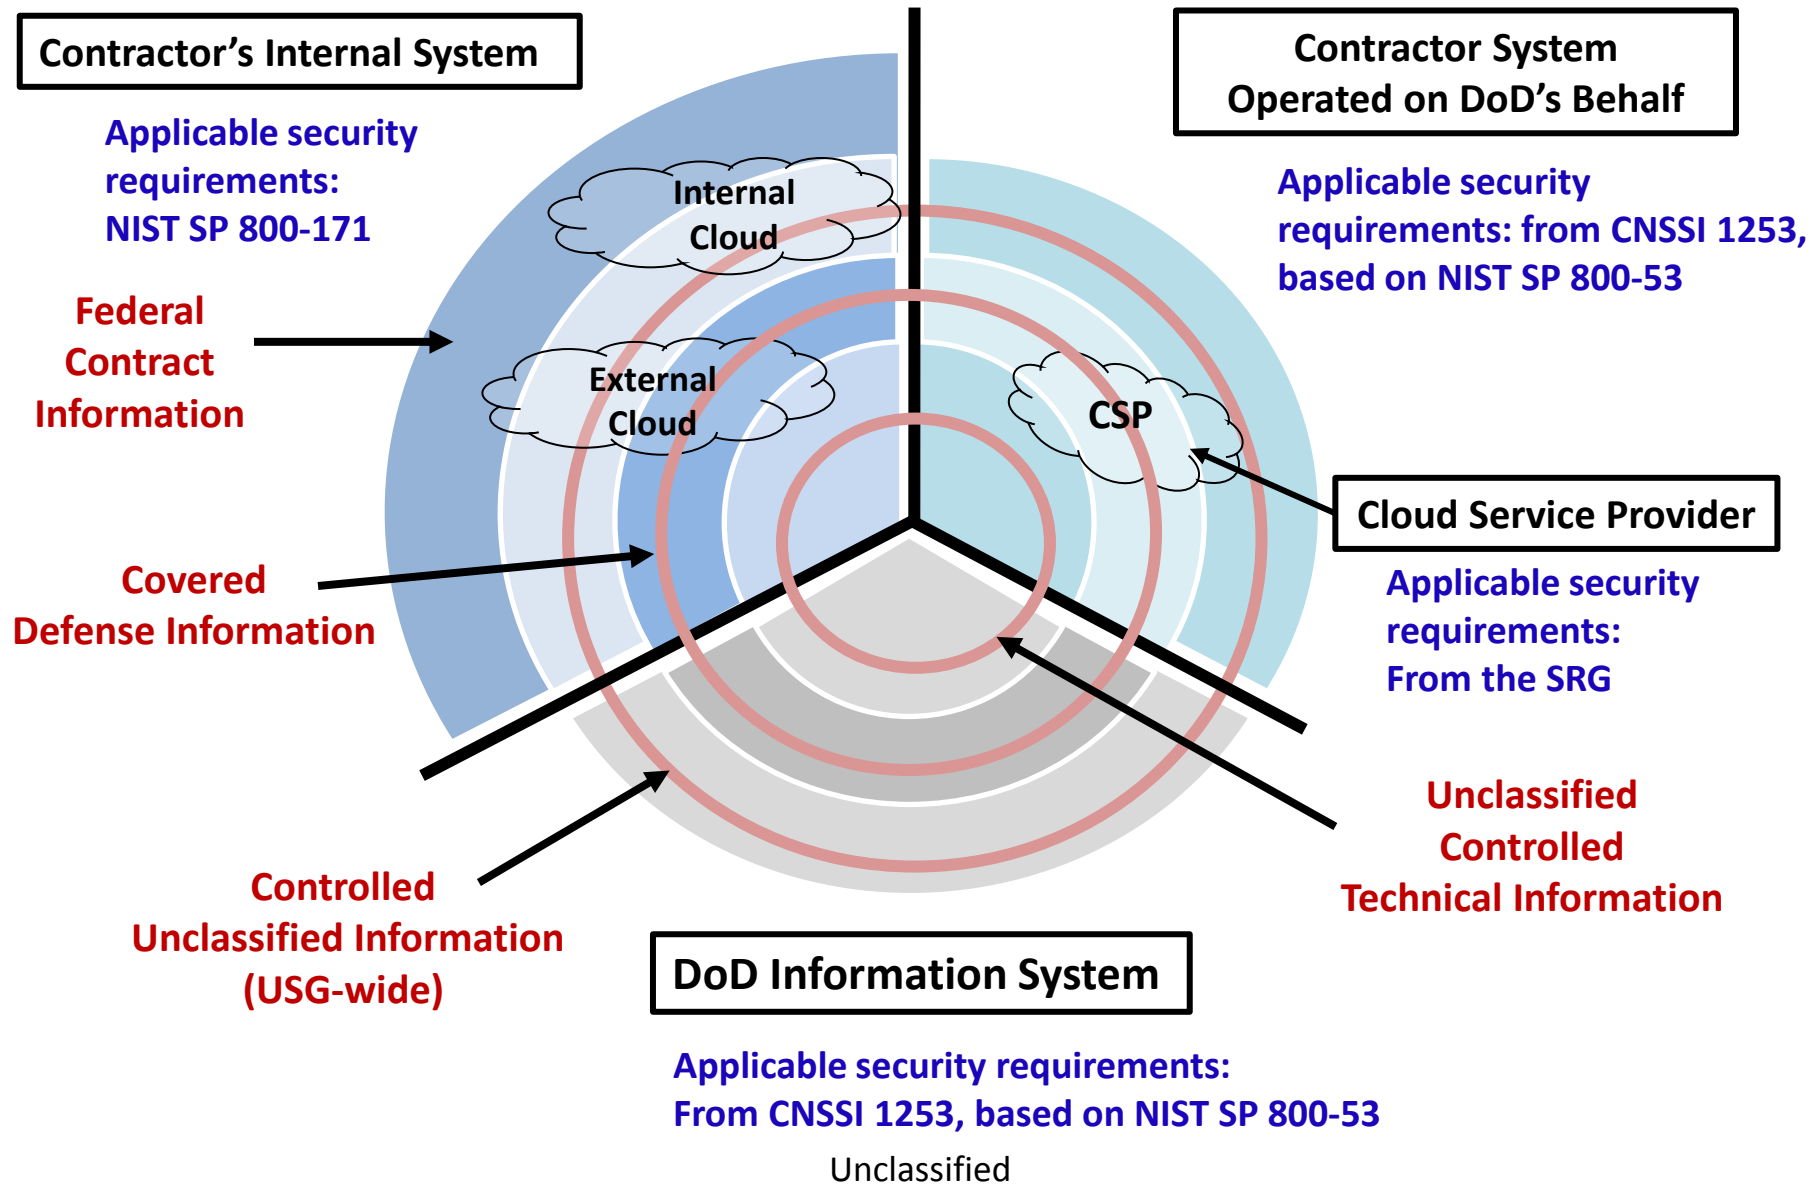 Contractor's Internal System
Applicable security
requirements:
NIST SP 800-171
Contractor System
Operated on DoD's Behalf
Applicable security
requirements: from CNSSI 1253,
based on NIST SP 800-53
Internal
Cloud
Federal
Contract
Information
External
Cloud
CSP
Cloud Service Provider
Applicable security
requirements:
From the SRG
Covered
Defense Information
Unclassified
Controlled
Technical Information
Controlled
Unclassified Information
(USG-wide)
DoD Information System
Applicable security requirements:
From CNSSI 1253, based on NIST SP 800-53
Unclassified